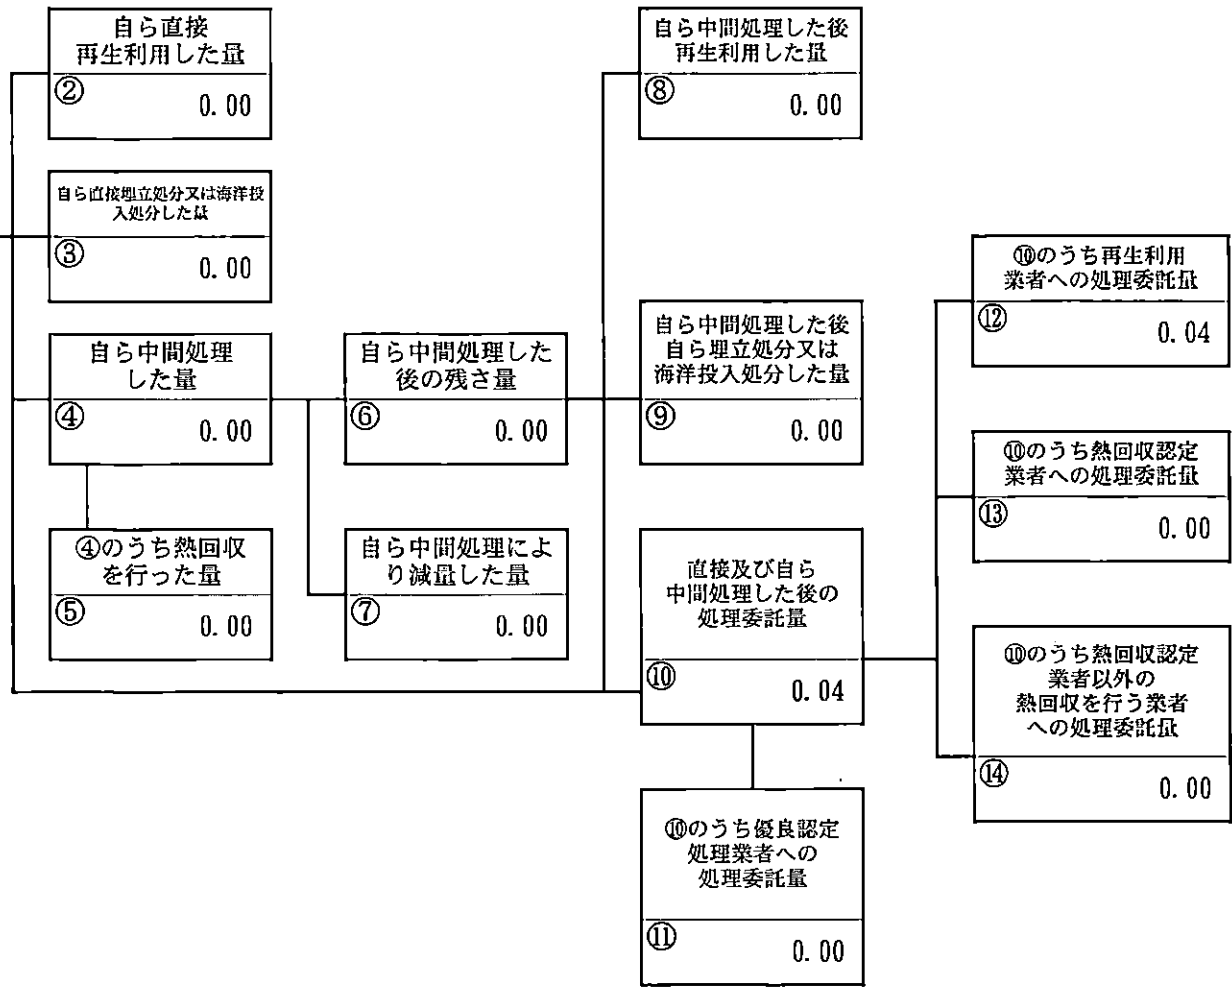 自ら直接
再生利用した量
②
0.00
自ら直接埋立処分又は海洋投
入処分した量
③
0.00
自ら中間処理
した量
④
0.00
④のうち熱回収
を行った量
⑤
0.00
自ら中間処理した
後の残さ量
⑥
0.00
自ら中間処理によ
り減量した量
⑦
0.00
自ら中間処理した後
再生利用した量
⑧
0.00
自ら中間処理した後
自ら埋立処分又は
海洋投入処分した量
⑨
0.00
直接及び自ら
中間処理した後の
処理委託量
⑩
0.04
⑩のうち優良認定
処理業者への
処理委託量
⑪
0.00
⑩のうち再生利用
業者への処理委託量
⑫
0.04
⑩のうち熱回収認定
業者への処理委託量
⑬
0.00
⑩のうち熱回収認定
業者以外の
熱回収を行う業者
への処理委託量
⑭
0.00